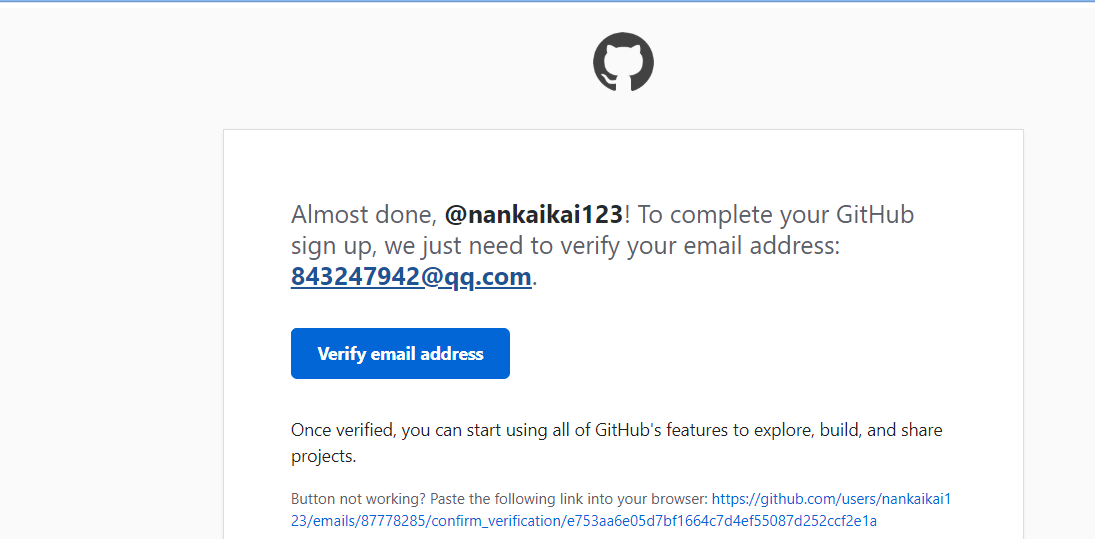 Almost done, @nankaikai123! To complete your GitHub
sign up, we just need to verify your email address:
843247942@qq.com.
Verify email address
Once verified, you can start using all of GitHub's features to explore, build, and share
projects.
Button not working? Paste the following link into your browser: https://github.com/users/nankaikai1
23/emails/87778285/confirm_verification/e753aa6e05d7bf1664c7d4ef55087d252ccf2e1a